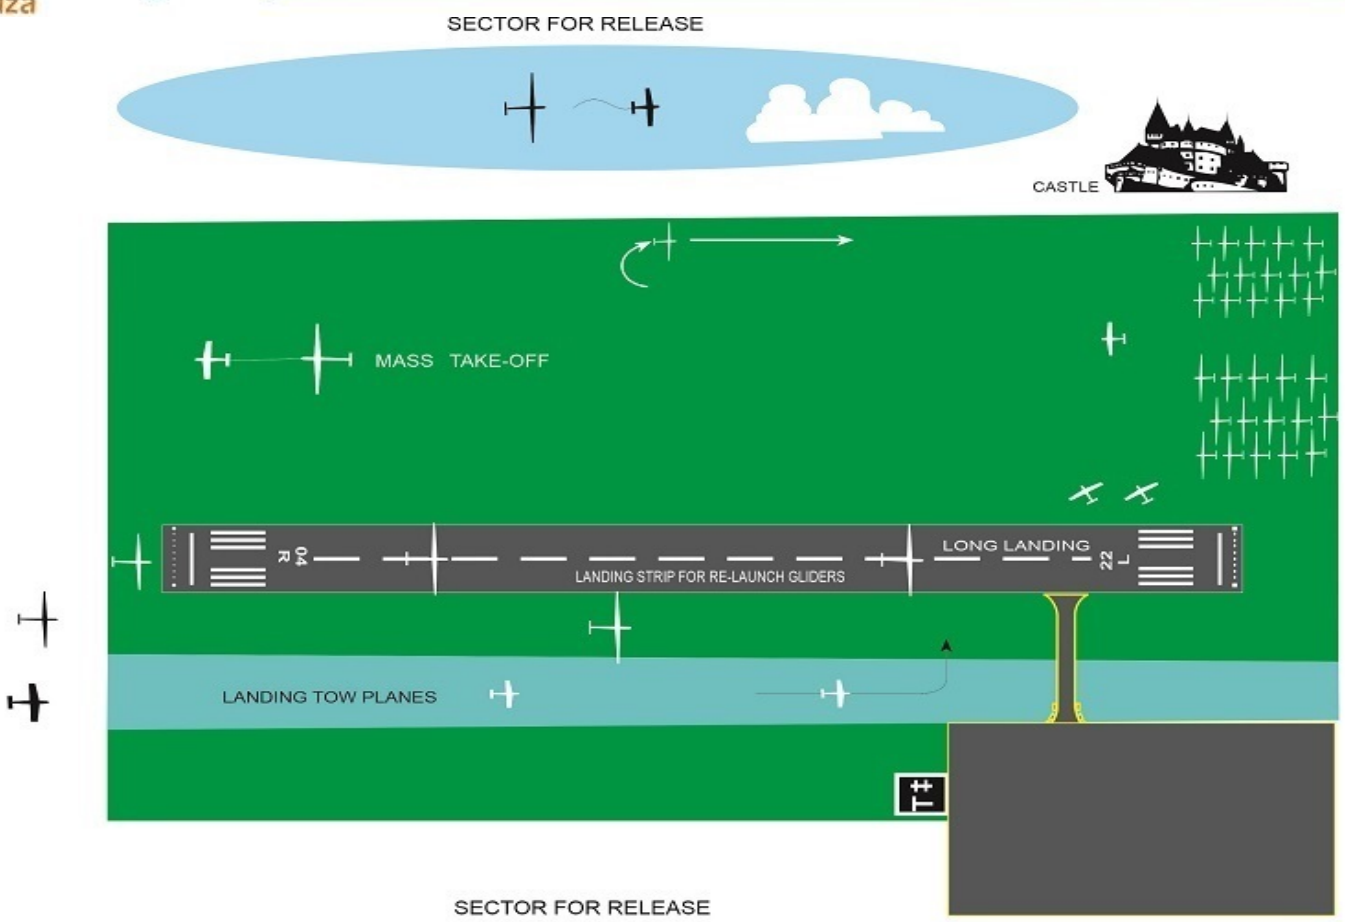 SECTOR FOR RELEASE
CASTLE
MASS TAKE-OFF
04 R
LONG LANDING
22 L
LANDING STRIP FOR RE-LAUNCH GLIDERS
LANDING TOW PLANES
T
SECTOR FOR RELEASE